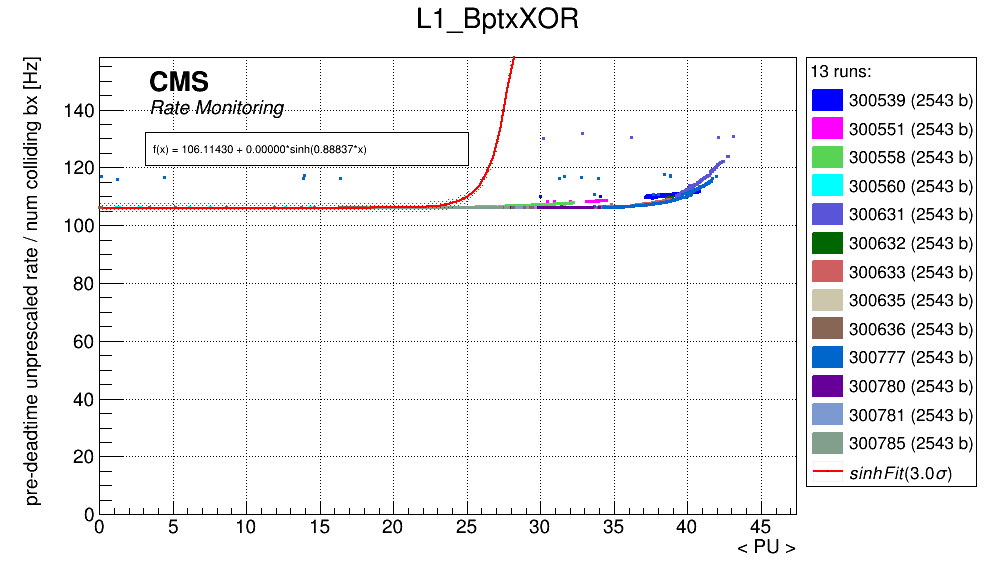 L1_BptxXOR
pre-deadtime unprescaled rate / num colliding bx [Hz]
CMS
Rate Monitoring
f(x) = 106.11430 + 0.00000*sinh(0.88837*x)
140
120
100
80
60
40
20
0
0 5 10 15 20 25 30 35 40 45
< PU >
13 runs:
300539 (2543 b)
300551 (2543 b)
300558 (2543 b)
300560 (2543 b)
300631 (2543 b)
300632 (2543 b)
300633 (2543 b)
300635 (2543 b)
300636 (2543 b)
300777 (2543 b)
300780 (2543 b)
300781 (2543 b)
300785 (2543 b)
sinhFit(3.0σ)